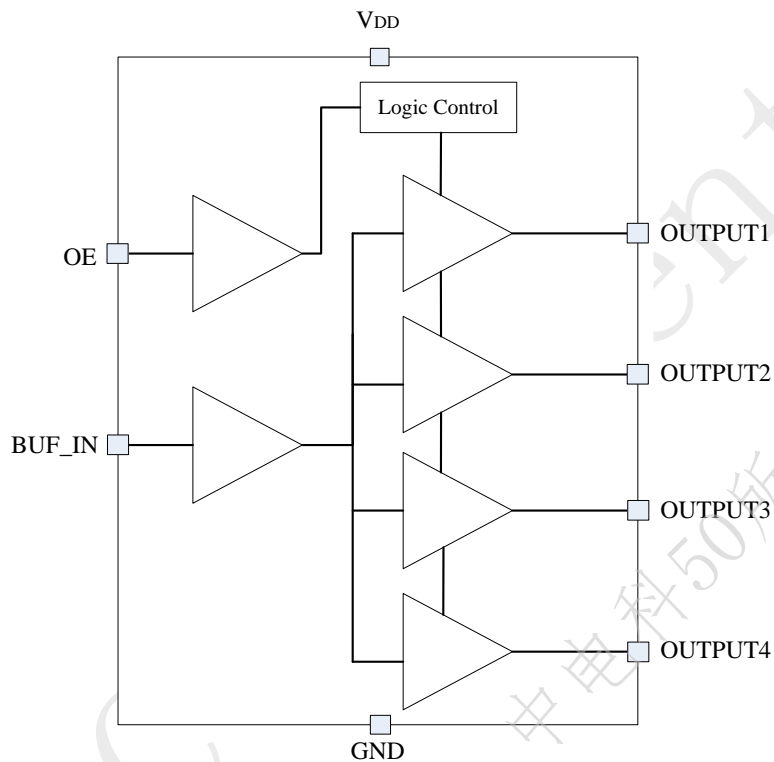 VDD
Logic Control
OE
OUTPUT1
OUTPUT2
BUF_IN
OUTPUT3
OUTPUT4
GND
中电科50所